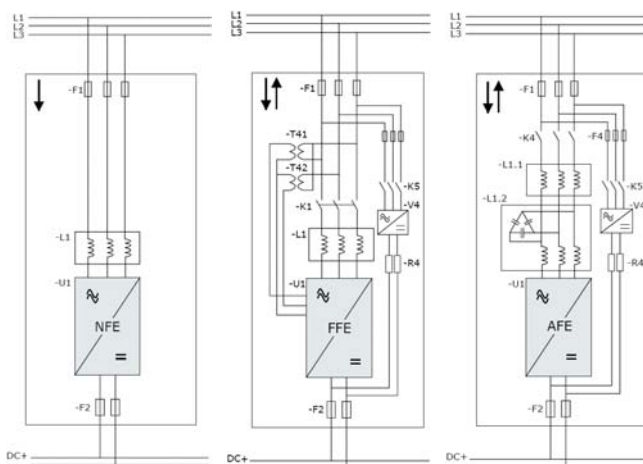 L1
L2
L3
-F1
-L1
-U1
NFE
-F2
DC+
L1
L2
L3
-F1
-T41
-T42
-K5
-K1
-V4
-L1
-R4
-U1
FFE
-F2
DC+
L1
L2
L3
-F1
-K4
-F4
-L1.1
-K5
-L1.2
-V4
-R4
-U1
AFE
-F2
DC+